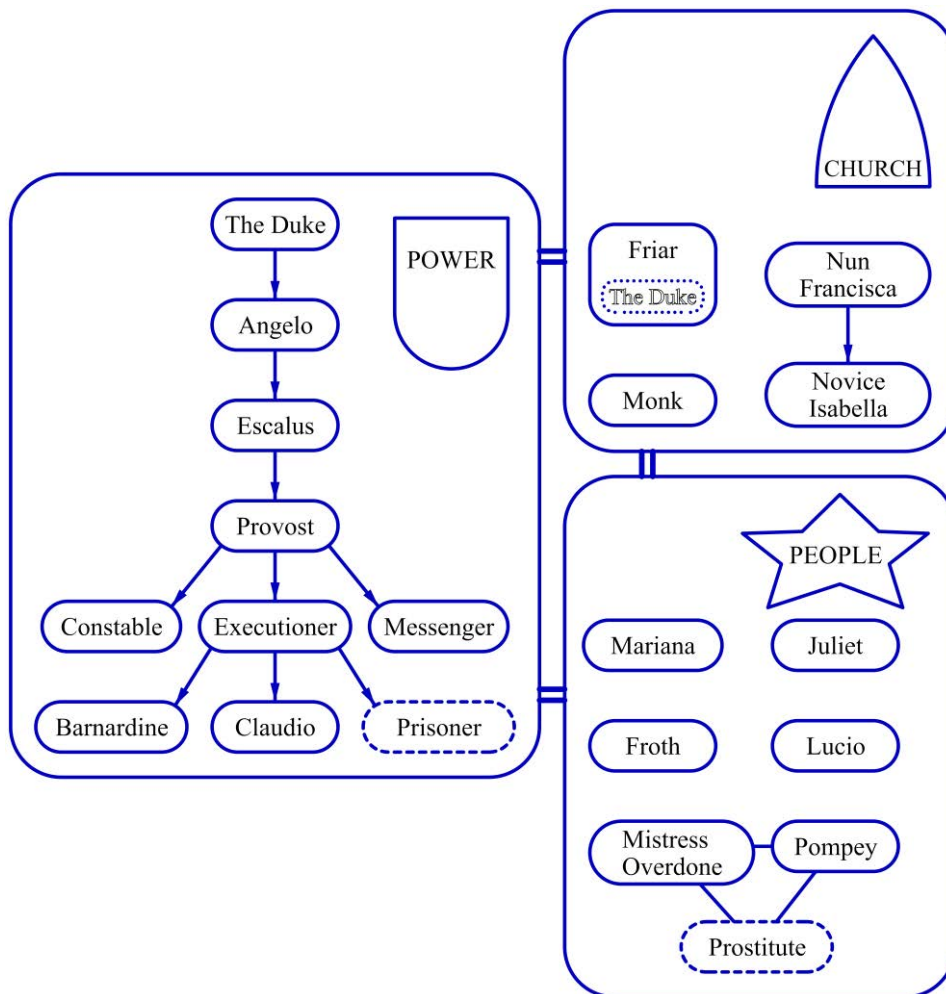 CHURCH
Friar
The Duke
Nun
Francisca
Monk
Novice
Isabella
POWER
The Duke
Angelo
Escalus
Provost
Constable
Executioner
Messenger
Barnardine
Claudio
Prisoner
PEOPLE
Mariana
Juliet
Froth
Lucio
Mistress
Overdone
Pompey
Prostitute